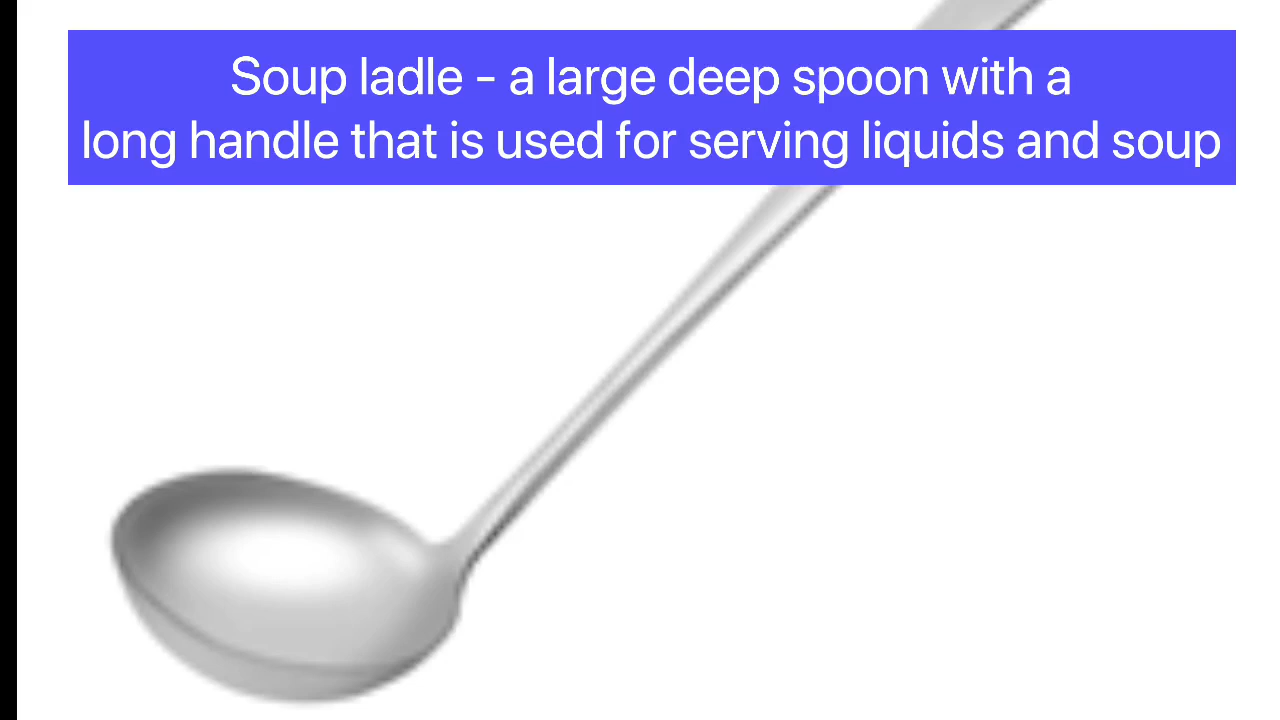 Soup ladle - a large deep spoon with a
long handle that is used for serving liquids and soup